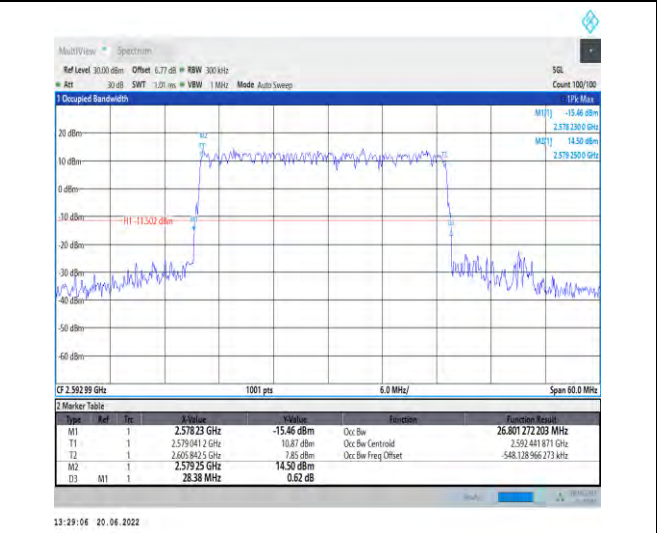 MultiView Spectrum
Ref Level 30.00 dBm Offset 6.77 dB RBW 300 kHz SGL
Att 30 dB SWT 1.01 ms VBW 1 MHz Mode Auto Sweep Count 100/100
1 Occupied Bandwidth 1Pk Max
M1[1] -15.46 dBm
2.578 230 0 GHz
M2[1] 14.50 dBm
2.579 250 0 GHz
M2
20 dBm
10 dBm
0 dBm
-10 dBm
H1 -11.502 dBm
-20 dBm
-30 dBm
-40 dBm
-50 dBm
-60 dBm
CF 2.592 99 GHz 1001 pts 6.0 MHz/ Span 60.0 MHz
2 Marker Table
Type Ref Trc X-Value Y-Value Function Function Result
M1 1 2.578 23 GHz -15.46 dBm Occ Bw 26.801 272 203 MHz
T1 1 2.579 041 2 GHz 10.87 dBm Occ Bw Centroid 2.592 441 871 GHz
T2 1 2.605 842 5 GHz 7.85 dBm Occ Bw Freq Offset -548.128 966 273 kHz
M2 1 2.579 25 GHz 14.50 dBm
D3 M1 1 28.38 MHz 0.62 dB
13:29:06 20.06.2022